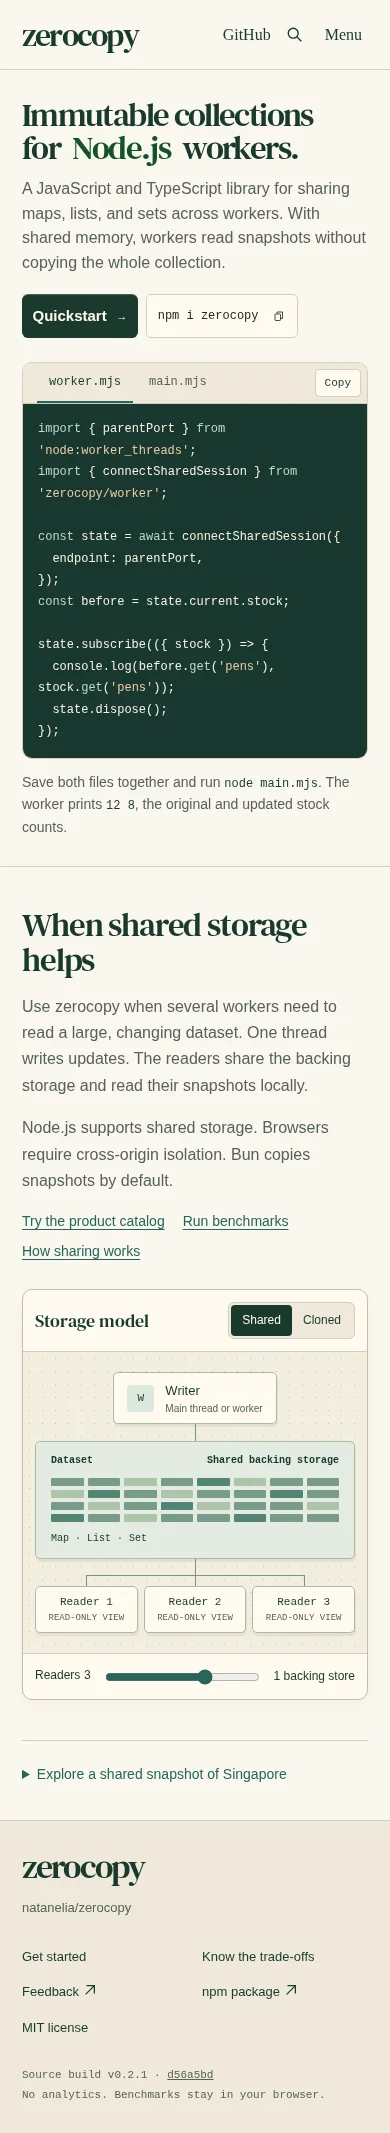 zerocopy GitHub Menu
Immutable collections
for Node.js workers.
A JavaScript and TypeScript library for sharing
maps, lists, and sets across workers. With
shared memory, workers read snapshots without
copying the whole collection.
Quickstart → npm i zerocopy
worker.mjs main.mjs Copy
import { parentPort } from
'node:worker_threads';
import { connectSharedSession } from
'zerocopy/worker';
const state = await connectSharedSession({
  endpoint: parentPort,
});
const before = state.current.stock;
state.subscribe(({ stock }) => {
  console.log(before.get('pens'),
stock.get('pens'));
  state.dispose();
});
Save both files together and run node main.mjs. The
worker prints 12 8, the original and updated stock
counts.
When shared storage
helps
Use zerocopy when several workers need to
read a large, changing dataset. One thread
writes updates. The readers share the backing
storage and read their snapshots locally.
Node.js supports shared storage. Browsers
require cross-origin isolation. Bun copies
snapshots by default.
Try the product catalog Run benchmarks
How sharing works
Storage model Shared Cloned
W Writer
Main thread or worker
Dataset Shared backing storage
Map · List · Set
Reader 1 Reader 2 Reader 3
READ-ONLY VIEW READ-ONLY VIEW READ-ONLY VIEW
Readers 3 1 backing store
▶ Explore a shared snapshot of Singapore
zerocopy
natanelia/zerocopy
Get started Know the trade-offs
Feedback ↗ npm package ↗
MIT license
Source build v0.2.1 · d56a5bd
No analytics. Benchmarks stay in your browser.